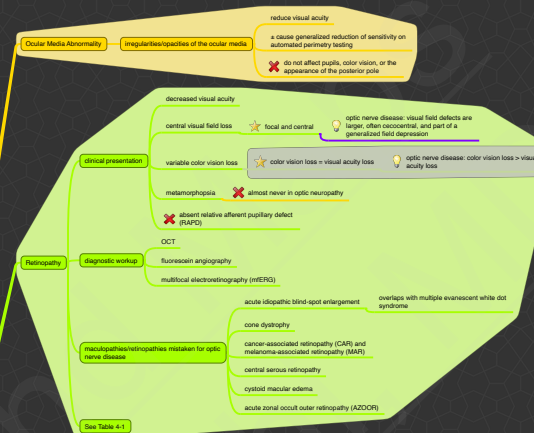 reduce visual acuity
± cause generalized reduction of sensitivity on
automated perimetry testing
Ocular Media Abnormality
irregularities/opacities of the ocular media
do not affect pupils, color vision, or the
appearance of the posterior pole
decreased visual acuity
central visual field loss
focal and central
optic nerve disease: visual field defects are
larger, often cecocentral, and part of a
generalized field depression
clinical presentation
variable color vision loss
color vision loss = visual acuity loss
optic nerve disease: color vision loss > visu
acuity loss
metamorphopsia
almost never in optic neuropathy
absent relative afferent pupillary defect
(RAPD)
Retinopathy
diagnostic workup
OCT
fluorescein angiography
multifocal electroretinography (mfERG)
maculopathies/retinopathies mistaken for optic
nerve disease
acute idiopathic blind-spot enlargement
overlaps with multiple evanescent white dot
syndrome
cone dystrophy
cancer-associated retinopathy (CAR) and
melanoma-associated retinopathy (MAR)
central serous retinopathy
cystoid macular edema
acute zonal occult outer retinopathy (AZOOR)
See Table 4-1